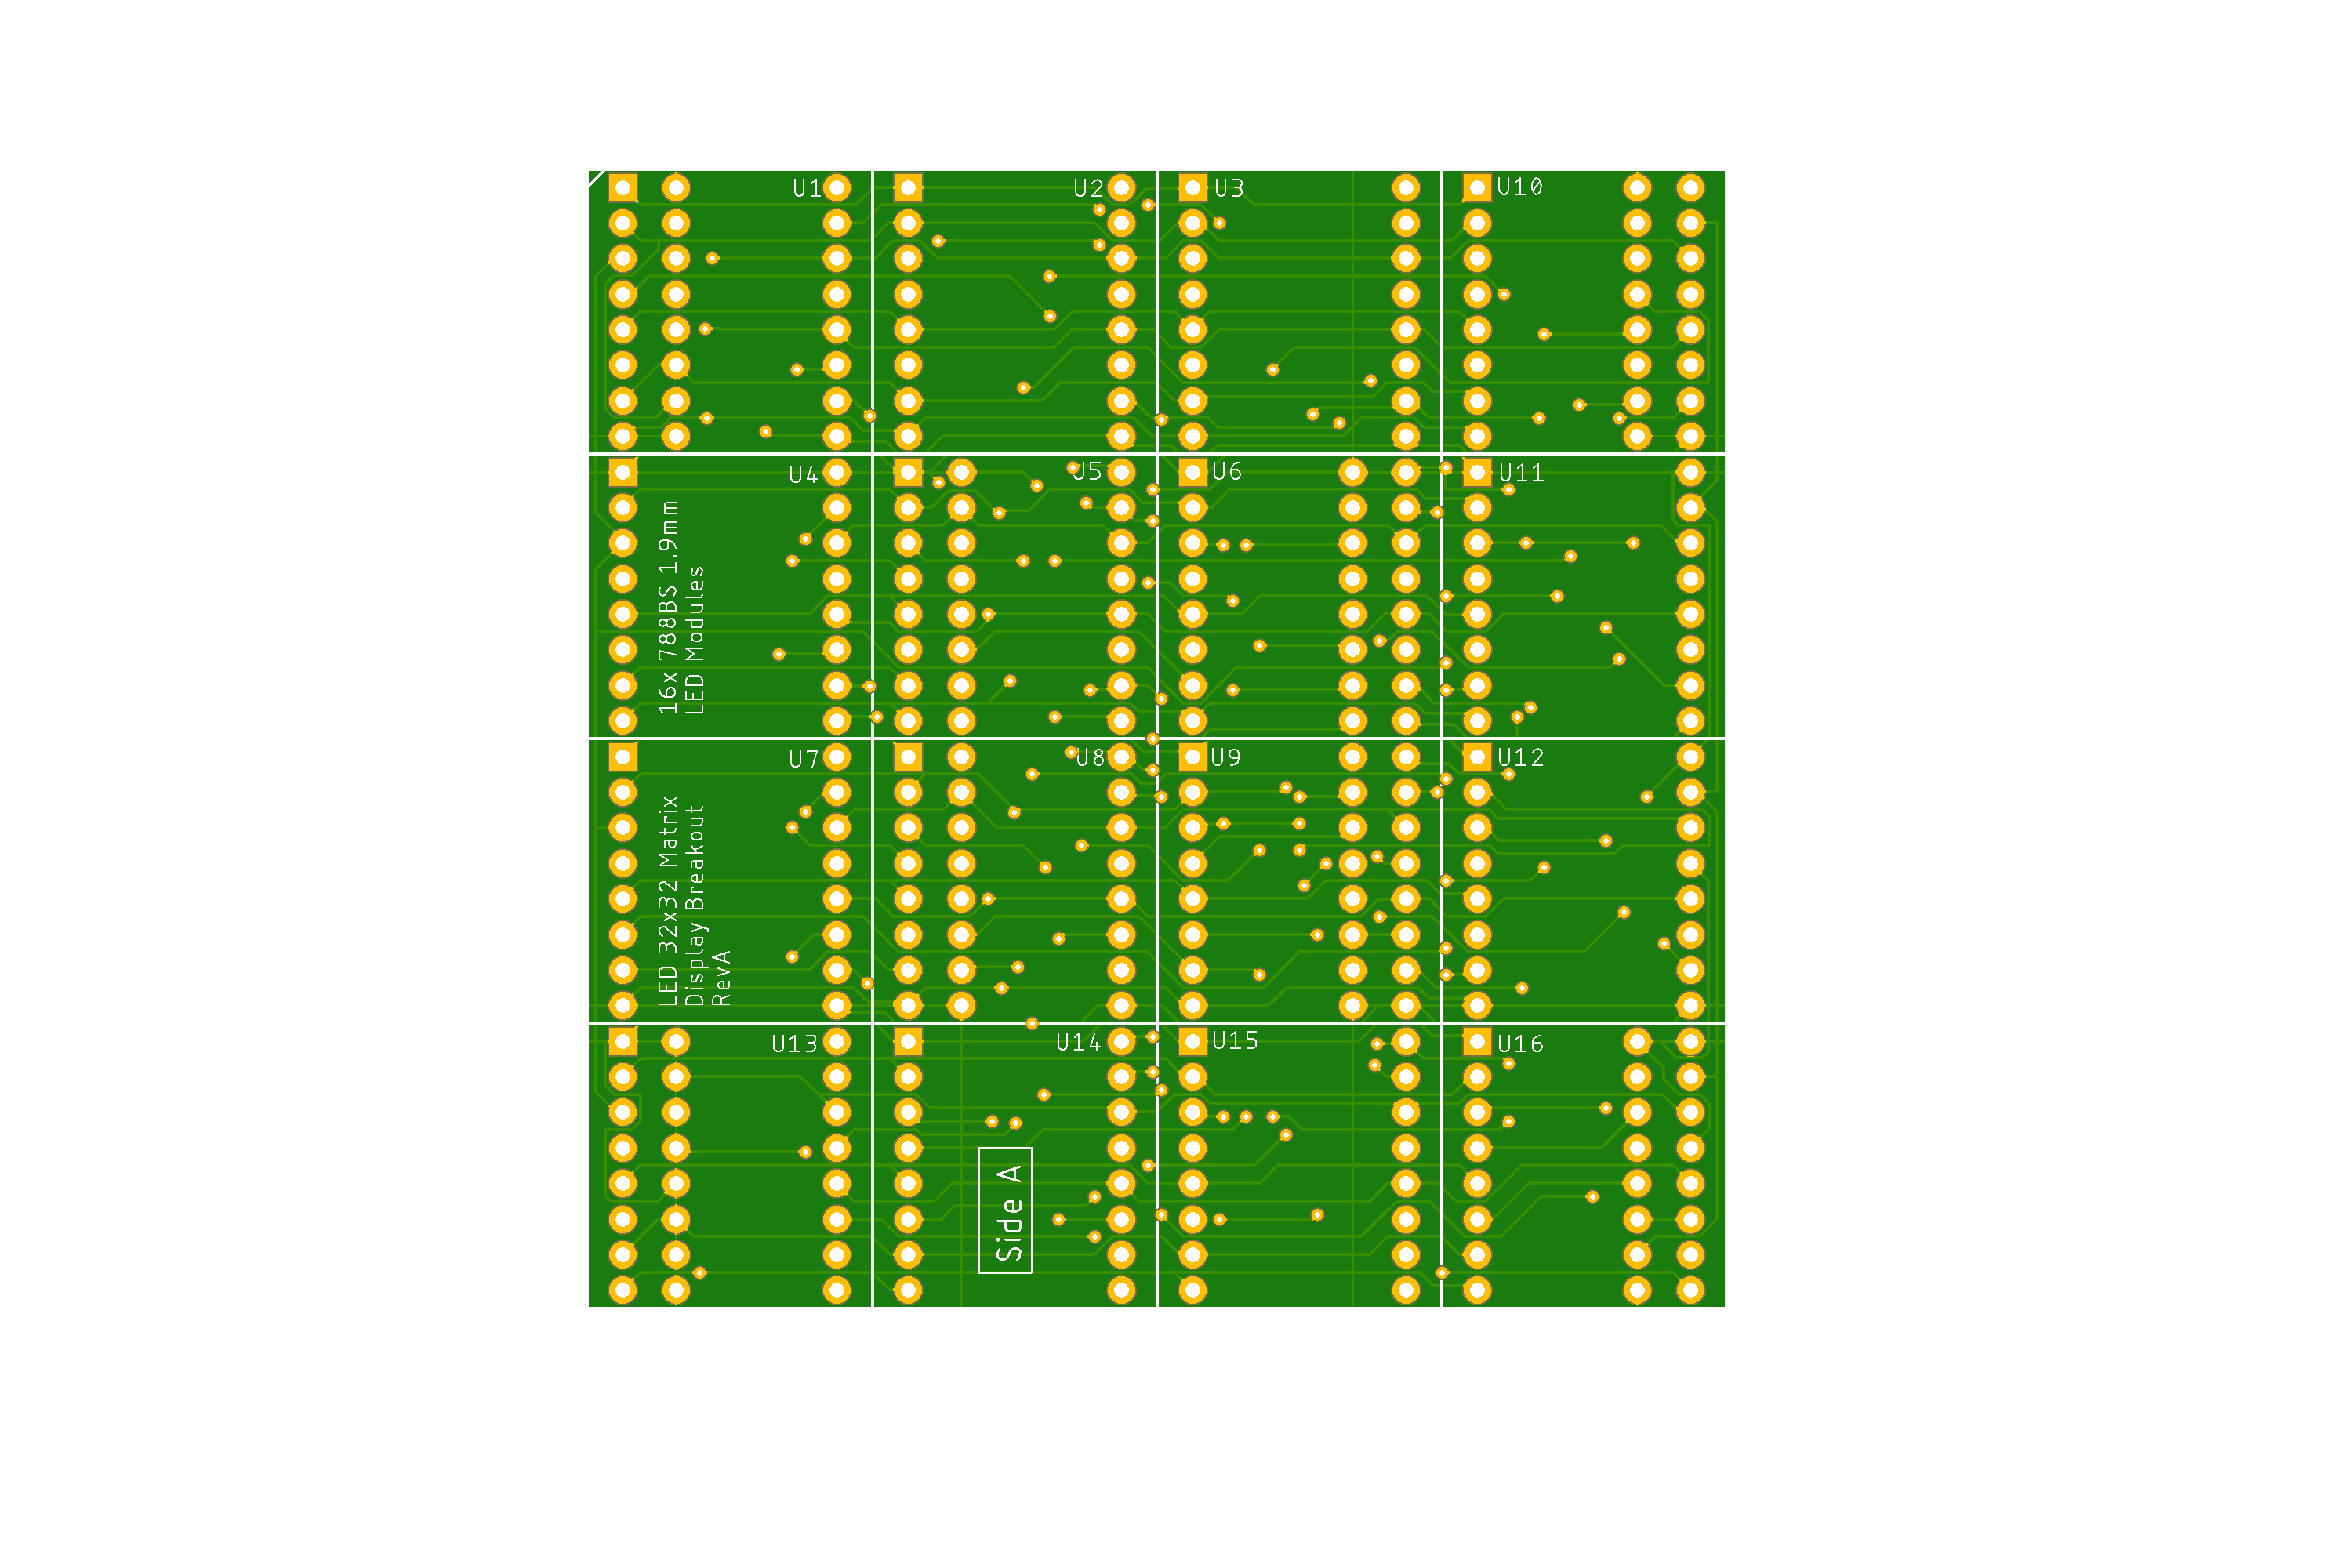 U1
U2
U3
U10
U4
U5
U6
U11
16x 788BS 1.9mm
LED Modules
U7
U8
U9
U12
LED 32x32 Matrix
Display Breakout
RevA
U13
U14
U15
U16
Side A